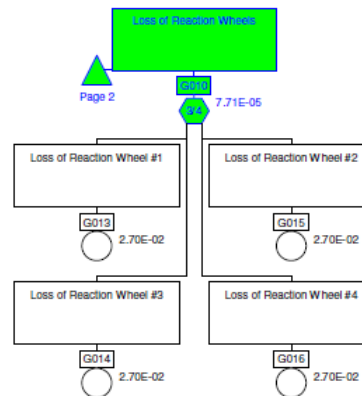 Loss of Reaction Wheels
Page 2
G010
3/4
7.71E-05
Loss of Reaction Wheel #1
G013
2.70E-02
Loss of Reaction Wheel #2
G015
2.70E-02
Loss of Reaction Wheel #3
G014
2.70E-02
Loss of Reaction Wheel #4
G016
2.70E-02